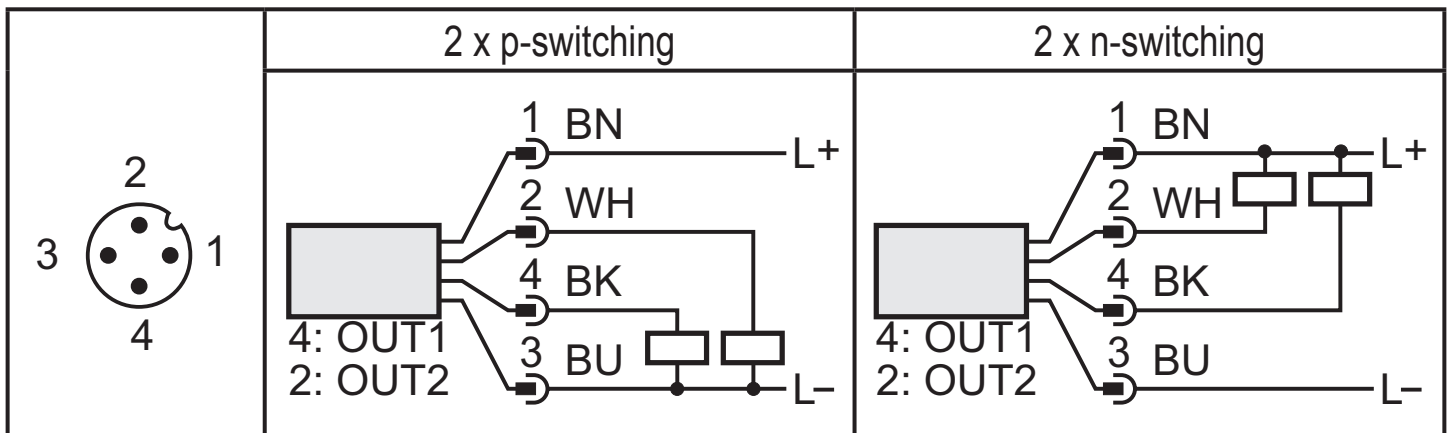 2 x p-switching
2 x n-switching
2
3
1
4
1 BN
L+
2 WH
4 BK
4: OUT1
2: OUT2
3 BU
L–
1 BN
L+
2 WH
4 BK
4: OUT1
2: OUT2
3 BU
L–